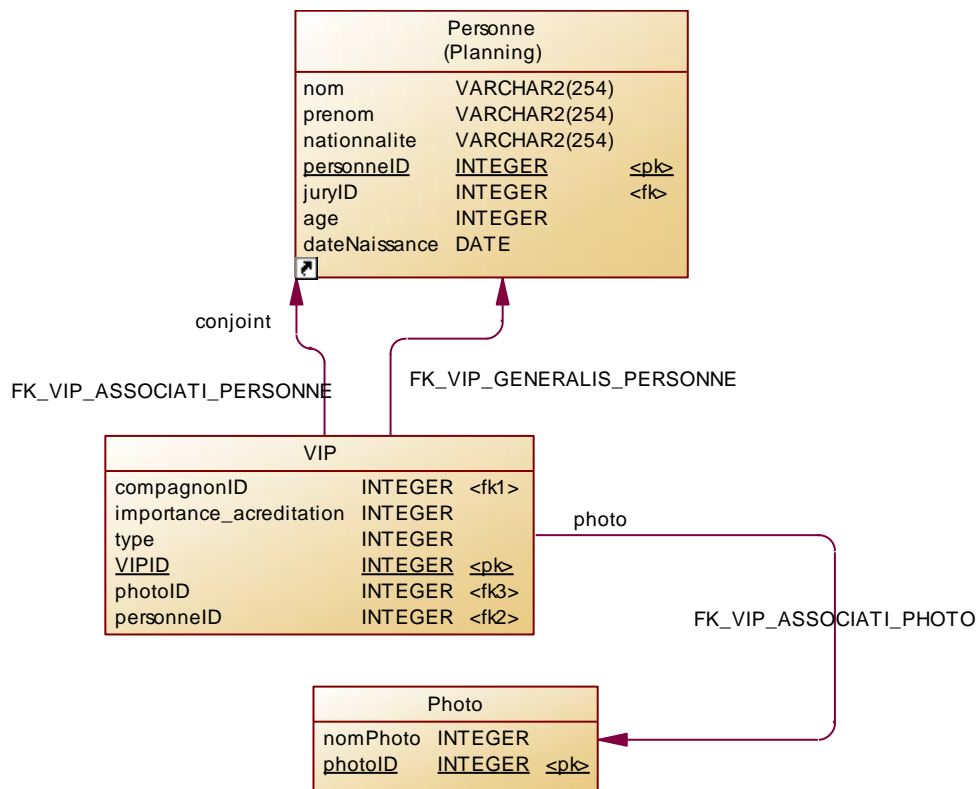 Personne
(Planning)
nom VARCHAR2(254)
prenom VARCHAR2(254)
nationnalite VARCHAR2(254)
personneID INTEGER <pk>
juryID INTEGER <fk>
age INTEGER
dateNaissance DATE
conjoint
FK_VIP_ASSOCIATI_PERSONNE
FK_VIP_GENERALIS_PERSONNE
VIP
compagnonID INTEGER <fk1>
importance_acreditation INTEGER
type INTEGER
VIPID INTEGER <pk>
photoID INTEGER <fk3>
personneID INTEGER <fk2>
photo
FK_VIP_ASSOCIATI_PHOTO
Photo
nomPhoto INTEGER
photoID INTEGER <pk>